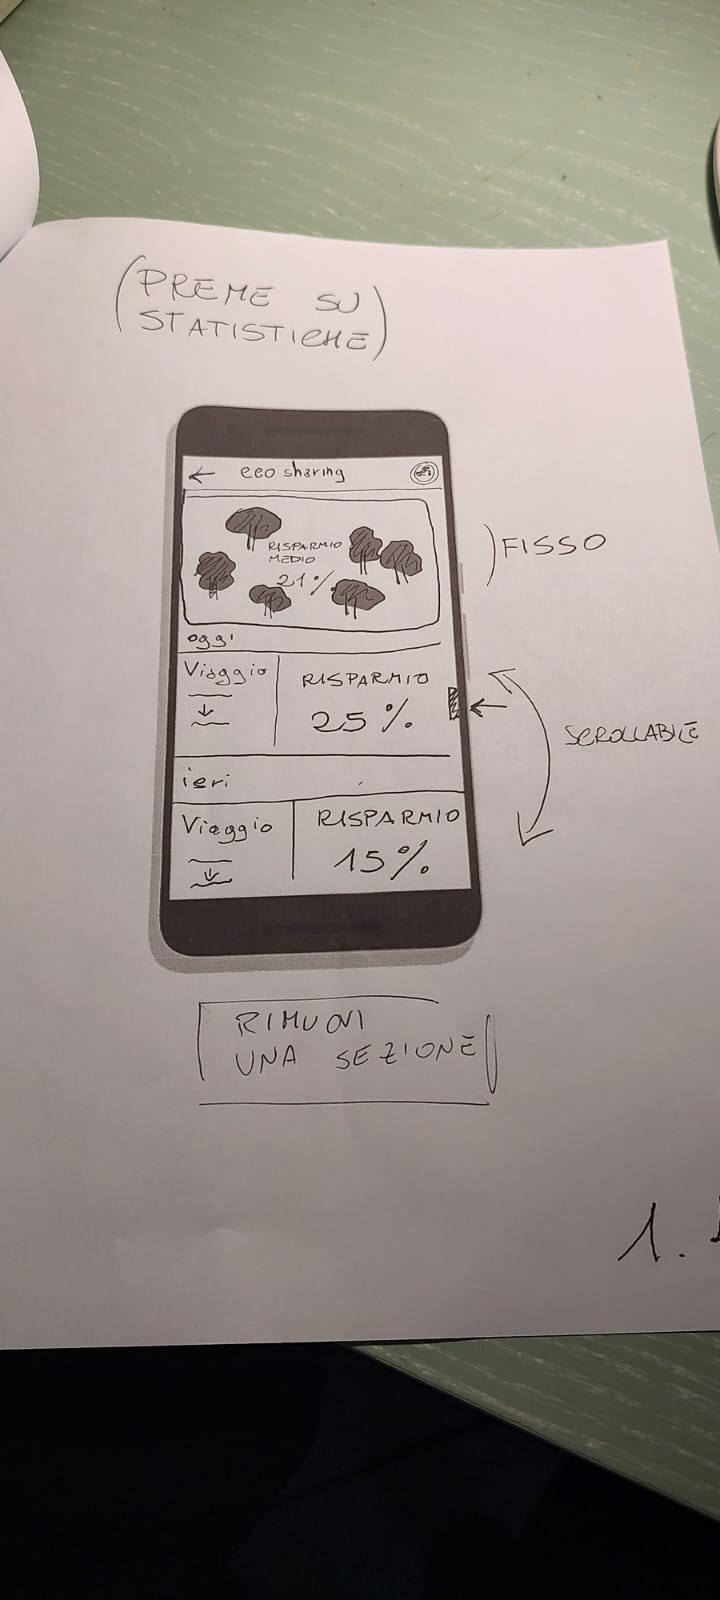 (PREME SU
STATISTICHE)
← eco sharing
RISPARMIO
MEDIO
21%
) FISSO
oggi
Viaggio
RISPARMIO
25%
SCROLLABILE
ieri
Viaggio
RISPARMIO
15%
RIMUOVI
UNA SEZIONE
1.